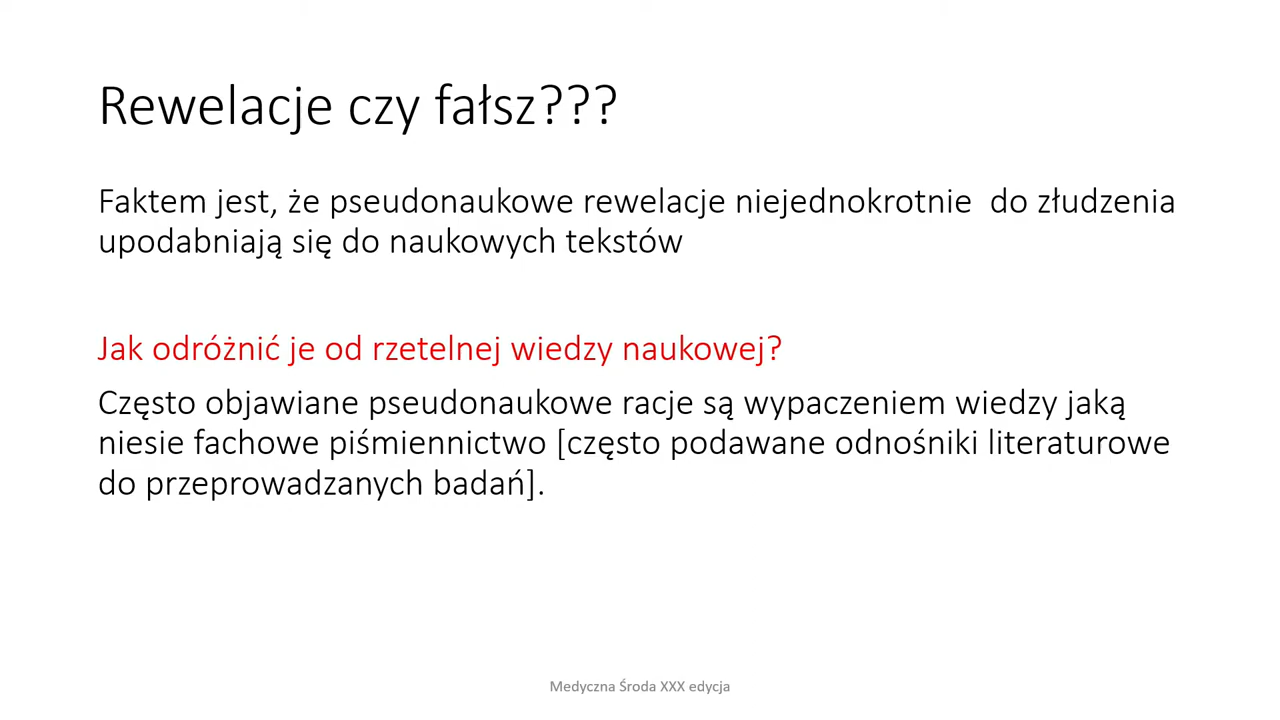 Rewelacje czy fałsz???
Faktem jest, że pseudonaukowe rewelacje niejednokrotnie  do złudzenia
upodabniają się do naukowych tekstów
Jak odróżnić je od rzetelnej wiedzy naukowej?
Często objawiane pseudonaukowe racje są wypaczeniem wiedzy jaką
niesie fachowe piśmiennictwo [często podawane odnośniki literaturowe
do przeprowadzanych badań].
Medyczna Środa XXX edycja